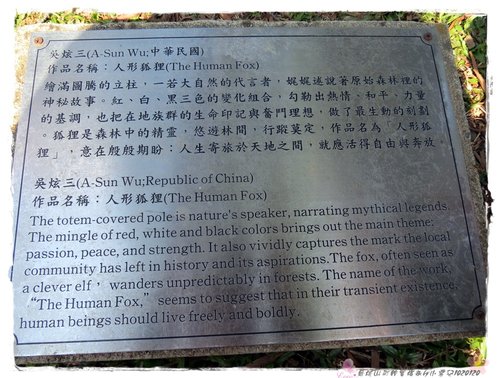 吳炫三(A-Sun Wu;中華民國)
作品名稱：人形狐狸(The Human Fox)
繪滿圖騰的立柱，一若大自然的代言者，娓娓述說著原始森林裡的
神秘故事。紅、白、黑三色的變化組合，勾勒出熱情、和平、力量
的基調，也把在地族群的生命印記與奮鬥理想，做了最生動的刻劃
。狐狸是森林中的精靈，悠遊林間，行蹤莫定，作品名為「人形狐
狸」，意在殷殷期盼：人生寄旅於天地之間，就應活得自由與奔放。
吳炫三(A-Sun Wu;Republic of China)
作品名稱：人形狐狸(The Human Fox)
The totem-covered pole is nature's speaker, narrating mythical legends.
The mingle of red, white and black colors brings out the main theme:
passion, peace, and strength. It also vividly captures the mark the local
community has left in history and its aspirations.The fox, often seen as
a clever elf，wanders unpredictably in forests. The name of the work,
“The Human Fox,” seems to suggest that in their transient existence,
human beings should live freely and boldly.
1020120